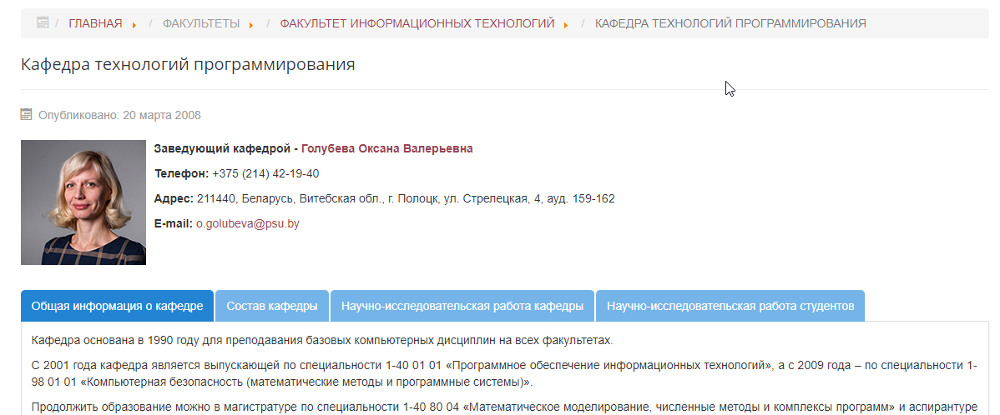 / ГЛАВНАЯ / ФАКУЛЬТЕТЫ / ФАКУЛЬТЕТ ИНФОРМАЦИОННЫХ ТЕХНОЛОГИЙ / КАФЕДРА ТЕХНОЛОГИЙ ПРОГРАММИРОВАНИЯ
Кафедра технологий программирования
Опубликовано: 20 марта 2008
Заведующий кафедрой - Голубева Оксана Валерьевна
Телефон: +375 (214) 42-19-40
Адрес: 211440, Беларусь, Витебская обл., г. Полоцк, ул. Стрелецкая, 4, ауд. 159-162
E-mail: o.golubeva@psu.by
Общая информация о кафедре Состав кафедры Научно-исследовательская работа кафедры Научно-исследовательская работа студентов
Кафедра основана в 1990 году для преподавания базовых компьютерных дисциплин на всех факультетах.
С 2001 года кафедра является выпускающей по специальности 1-40 01 01 «Программное обеспечение информационных технологий», а с 2009 года – по специальности 1-
98 01 01 «Компьютерная безопасность (математические методы и программные системы)».
Продолжить образование можно в магистратуре по специальности 1-40 80 04 «Математическое моделирование, численные методы и комплексы программ» и аспирантуре